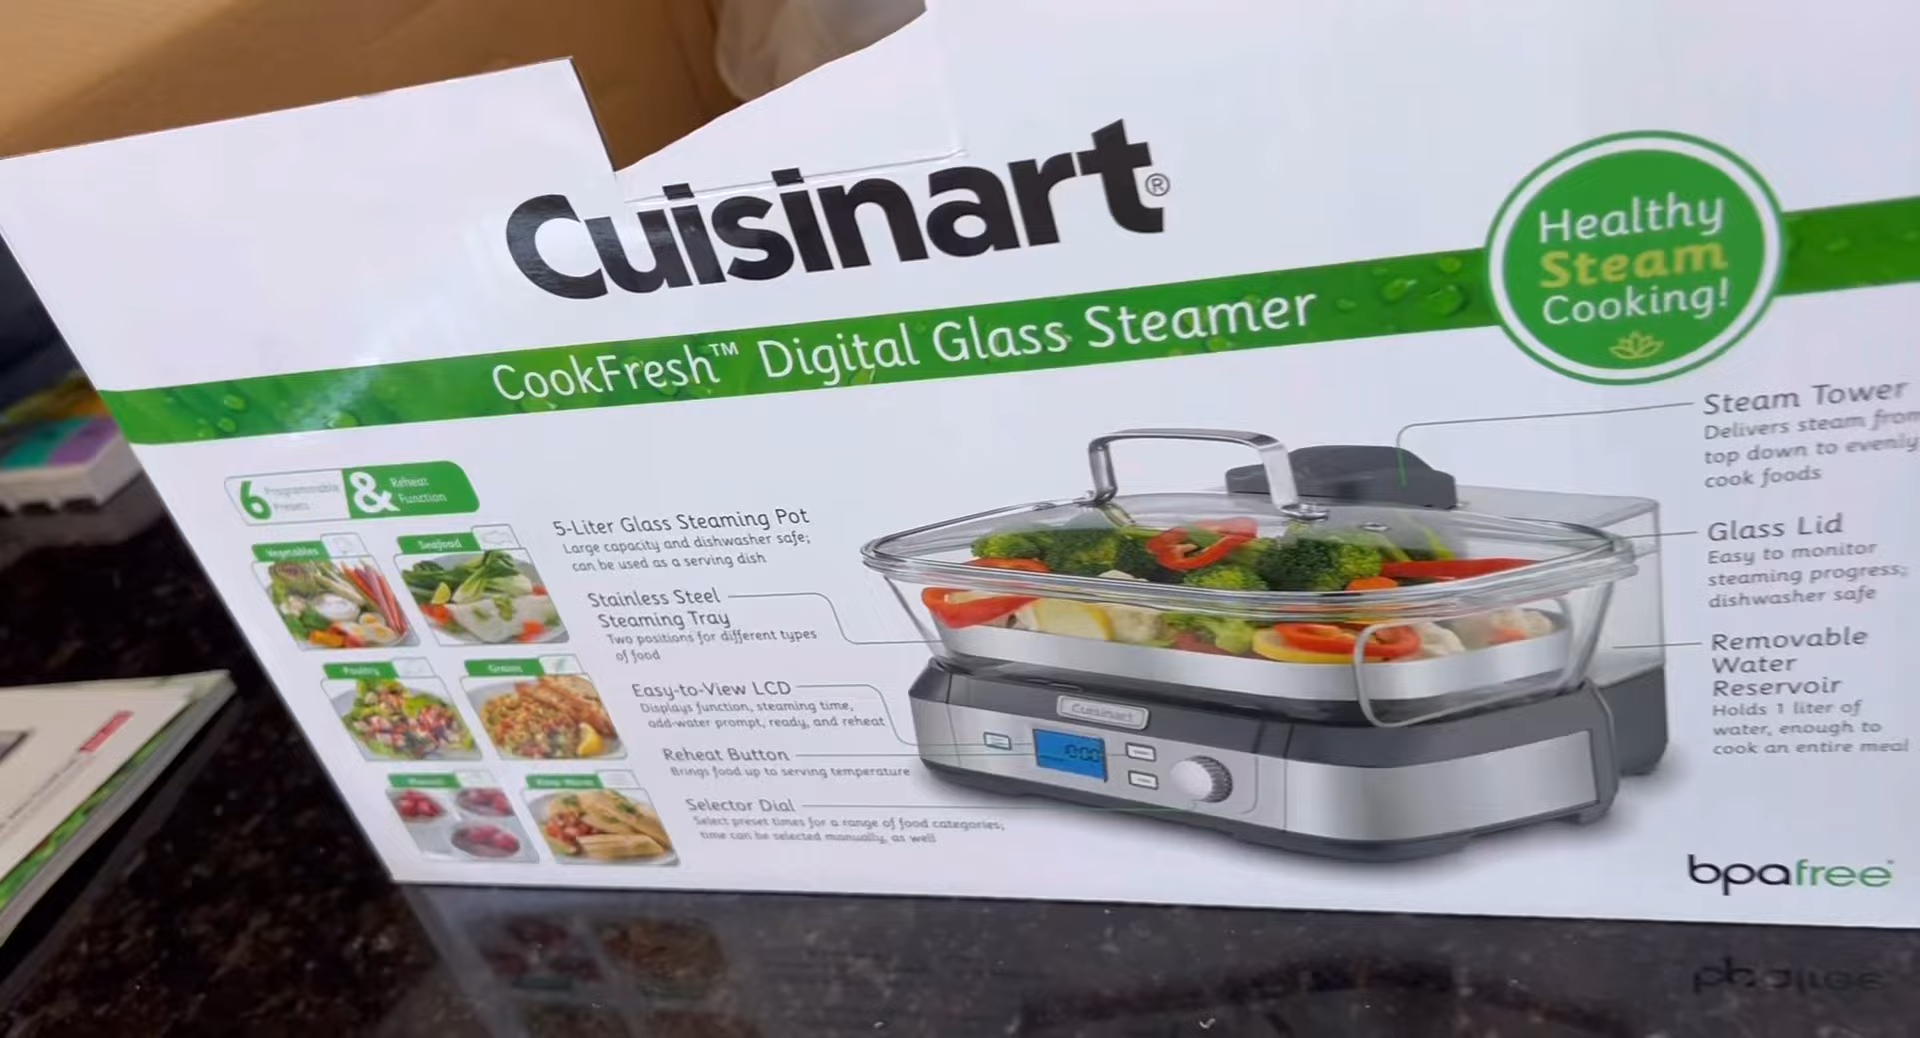 Cuisinart®
CookFresh™ Digital Glass Steamer
Healthy
Steam
Cooking!
6 Programmable
Presets
&
Reheat
Function
Vegetables
Seafood
Poultry
Grains
Manual
Keep Warm
5-Liter Glass Steaming Pot
Large capacity and dishwasher safe;
can be used as a serving dish
Stainless Steel
Steaming Tray
Two positions for different types
of food
Easy-to-View LCD
Displays function, steaming time,
add-water prompt, ready, and reheat
Reheat Button
Brings food up to serving temperature
Selector Dial
Select preset times for a range of food categories;
time can be selected manually, as well
Cuisinart
Steam Tower
Delivers steam from
top down to evenly
cook foods
Glass Lid
Easy to monitor
steaming progress;
dishwasher safe
Removable
Water
Reservoir
Holds 1 liter of
water, enough to
cook an entire meal
bpafree